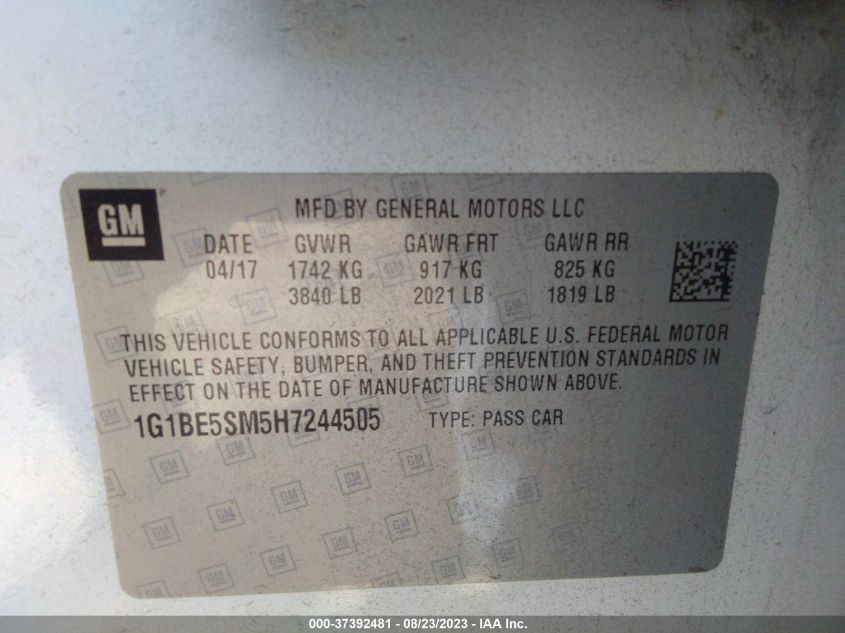 GM
MFD BY GENERAL MOTORS LLC
DATE GVWR GAWR FRT GAWR RR
04/17 1742 KG 917 KG 825 KG
3840 LB 2021 LB 1819 LB
THIS VEHICLE CONFORMS TO ALL APPLICABLE U.S. FEDERAL MOTOR
VEHICLE SAFETY, BUMPER, AND THEFT PREVENTION STANDARDS IN
EFFECT ON THE DATE OF MANUFACTURE SHOWN ABOVE.
1G1BE5SM5H7244505 TYPE: PASS CAR
000-37392481 - 08/23/2023 - IAA Inc.